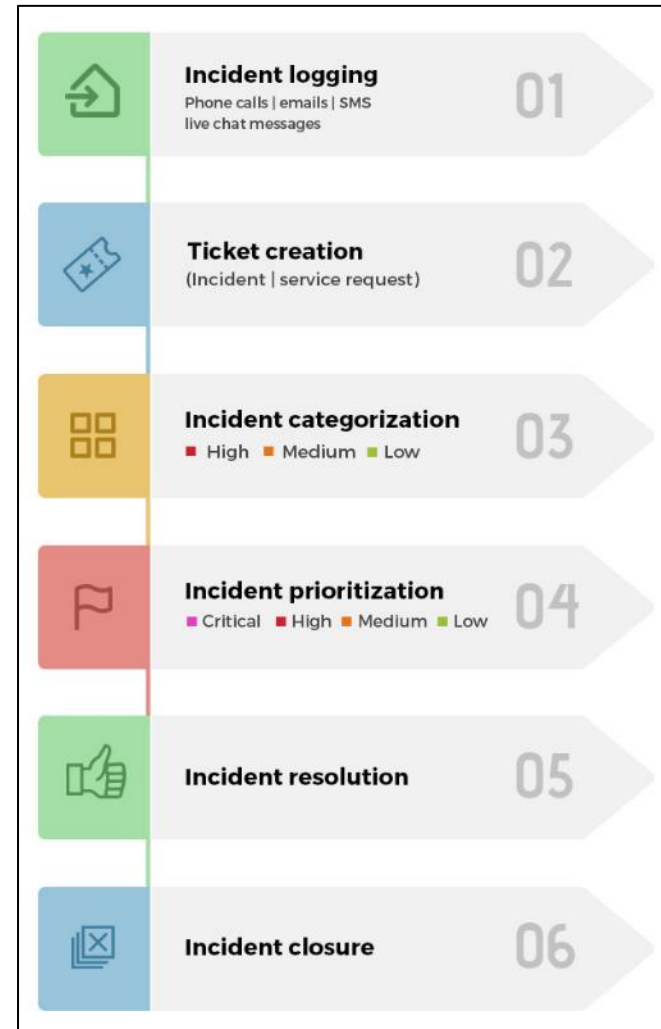 Incident logging
Phone calls | emails | SMS
live chat messages
01
Ticket creation
(Incident | service request)
02
Incident categorization
High Medium Low
03
Incident prioritization
Critical High Medium Low
04
Incident resolution
05
Incident closure
06